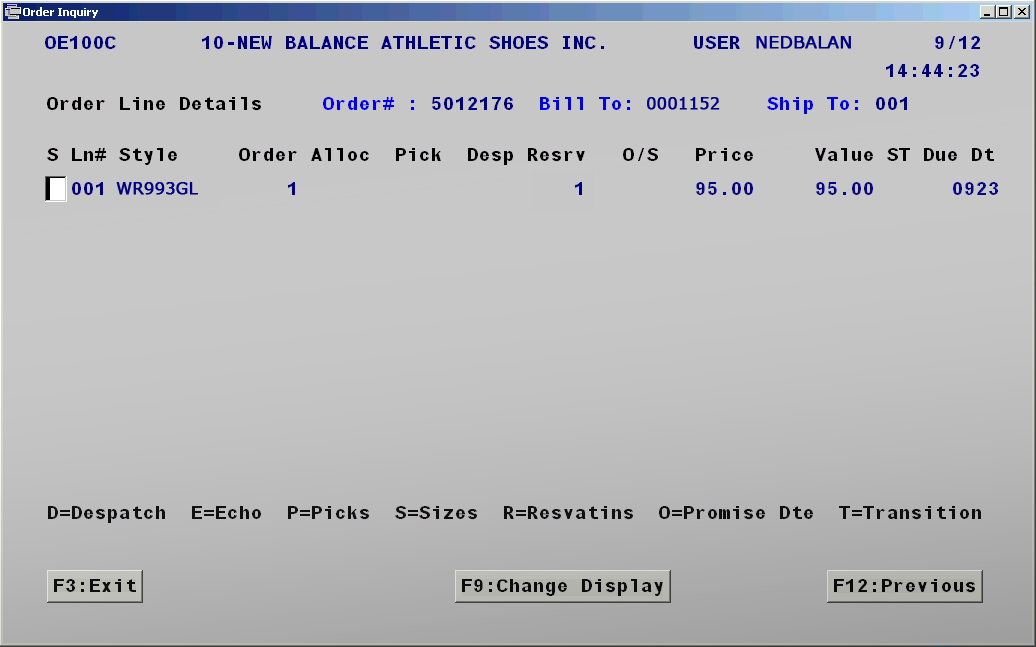 Order Inquiry
OE100C 10-NEW BALANCE ATHLETIC SHOES INC. USER NEDBALAN 9/12
14:44:23
Order Line Details Order# : 5012176 Bill To: 0001152 Ship To: 001
S Ln# Style Order Alloc Pick Desp Resrv O/S Price Value ST Due Dt
001 WR993GL 1 1 95.00 95.00 0923
D=Despatch E=Echo P=Picks S=Sizes R=Resvatins O=Promise Dte T=Transition
F3:Exit F9:Change Display F12:Previous